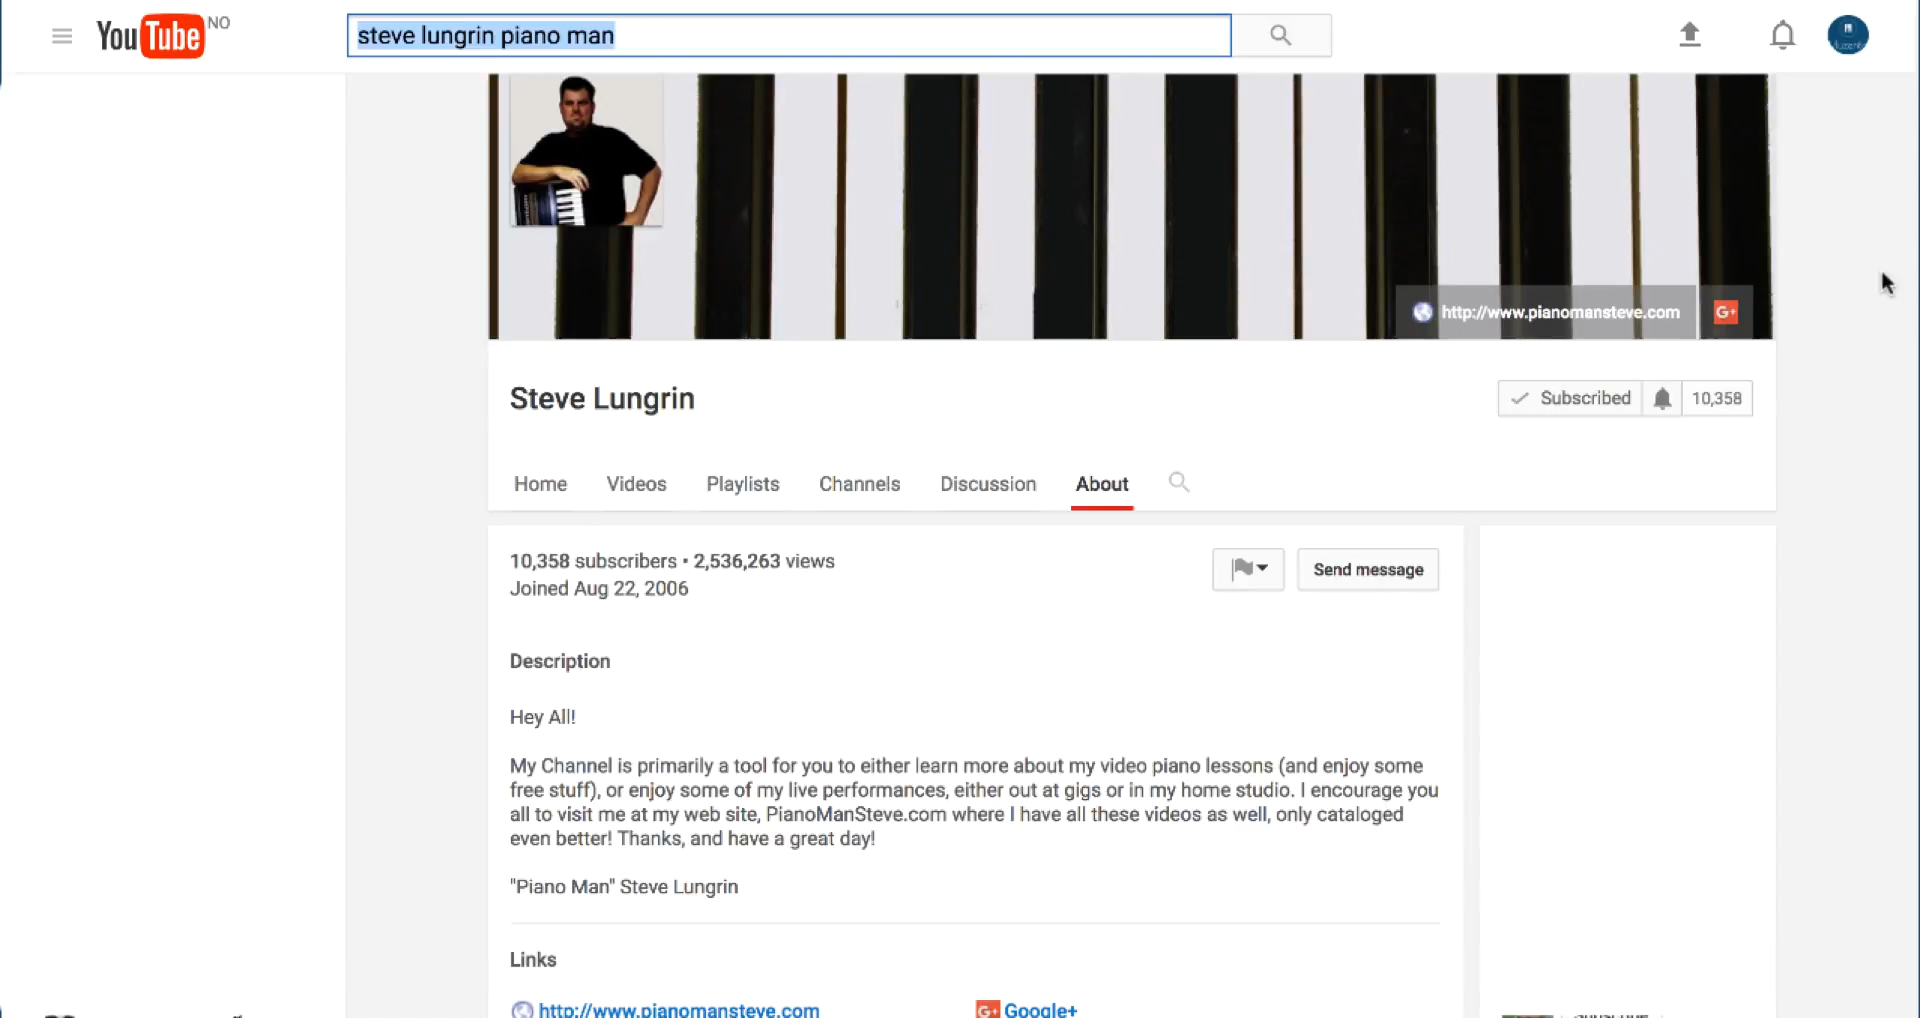 YouTube NO
steve lungrin piano man
http://www.pianomansteve.com G+
Steve Lungrin
Subscribed 10,358
Home Videos Playlists Channels Discussion About
10,358 subscribers • 2,536,263 views
Joined Aug 22, 2006
Send message
Description
Hey All!
My Channel is primarily a tool for you to either learn more about my video piano lessons (and enjoy some
free stuff), or enjoy some of my live performances, either out at gigs or in my home studio. I encourage you
all to visit me at my web site, PianoManSteve.com where I have all these videos as well, only cataloged
even better! Thanks, and have a great day!
"Piano Man" Steve Lungrin
Links
http://www.pianomansteve.com G+ Google+